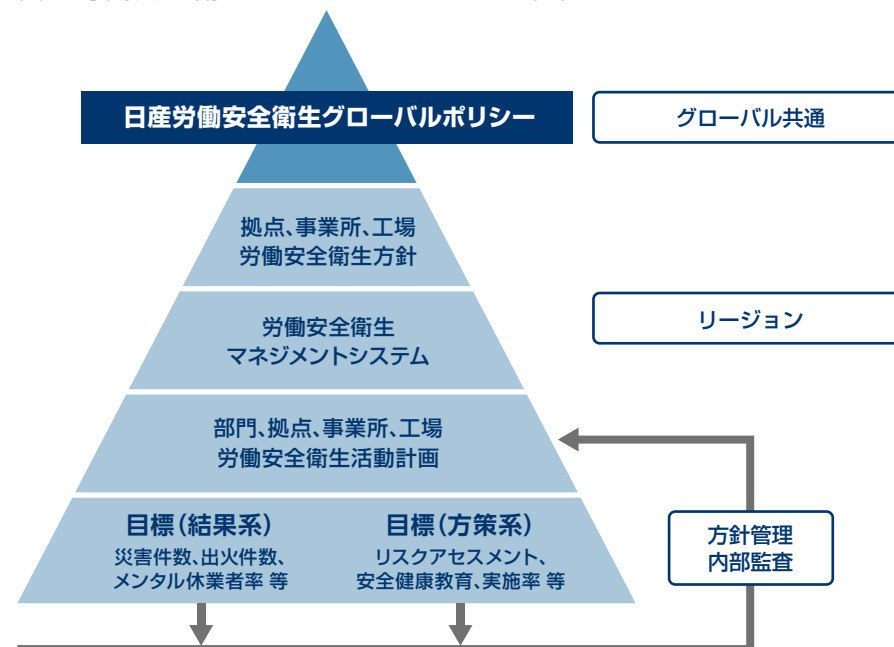 日産労働安全衛生グローバルポリシー
グローバル共通
拠点、事業所、工場
労働安全衛生方針
労働安全衛生
マネジメントシステム
リージョン
部門、拠点、事業所、工場
労働安全衛生活動計画
目標（結果系）
災害件数、出火件数、
メンタル休業者率 等
目標（方策系）
リスクアセスメント、
安全健康教育、実施率 等
方針管理
内部監査